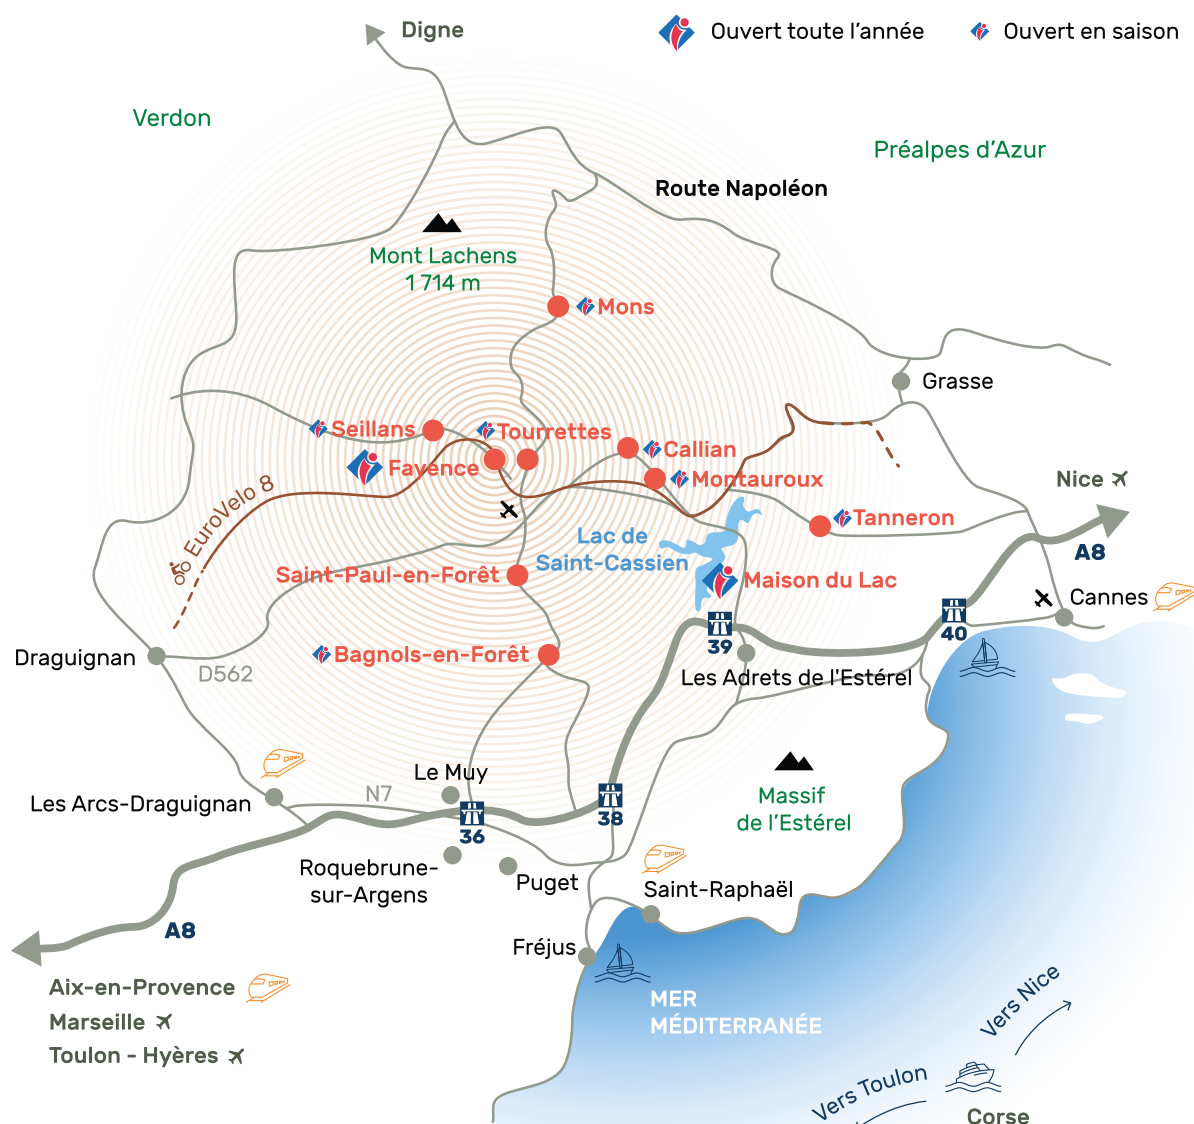 Digne
Ouvert toute l’année
Ouvert en saison
Verdon
Préalpes d’Azur
Route Napoléon
Mont Lachens
1 714 m
Mons
Grasse
Seillans
Tourrettes
Callian
Fayence
Montauroux
Nice
EuroVelo 8
Tanneron
Lac de
Saint-Cassien
A8
Saint-Paul-en-Forêt
Maison du Lac
Cannes
40
39
Draguignan
Bagnols-en-Forêt
D562
Les Adrets de l'Estérel
Le Muy
N7
Les Arcs-Draguignan
Massif
de l’Estérel
38
36
Roquebrune-
sur-Argens
Puget
Saint-Raphaël
A8
Fréjus
Aix-en-Provence
Marseille
Toulon - Hyères
MER
MÉDITERRANÉE
Vers Nice
Vers Toulon
Corse